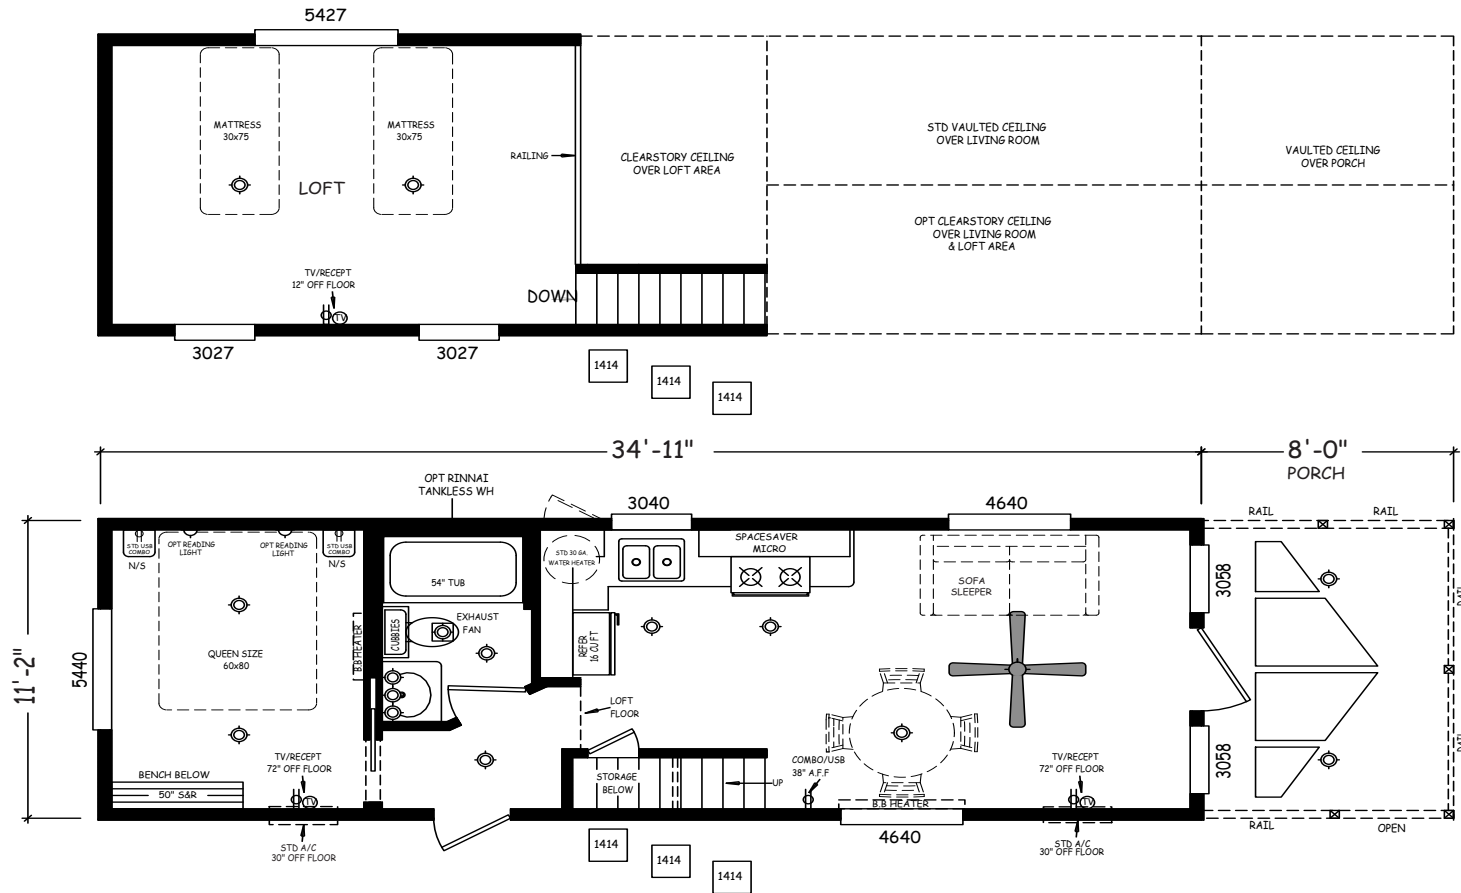 5427
MATTRESS
30x75
MATTRESS
30x75
LOFT
RAILING
CLEARSTORY CEILING
OVER LOFT AREA
STD VAULTED CEILING
OVER LIVING ROOM
VAULTED CEILING
OVER PORCH
OPT CLEARSTORY CEILING
OVER LIVING ROOM
& LOFT AREA
TV/RECEPT
12" OFF FLOOR
TV
DOWN
3027
3027
1414
1414
1414
34'-11"
8'-0"
PORCH
OPT RINNAI
TANKLESS WH
3040
4640
RAIL
RAIL
STD USB
COMBO
N/S
OPT READING
LIGHT
OPT READING
LIGHT
STD USB
COMBO
N/S
54" TUB
STD 30 GA.
WATER HEATER
SPACESAVER
MICRO
SOFA
SLEEPER
3058
RAIL
EXHAUST
FAN
CUBBIES
B.B HEATER
REFER
16 CU FT
QUEEN SIZE
60x80
11'-2"
5440
LOFT
FLOOR
RAIL
3058
BENCH BELOW
50" S&R
TV/RECEPT
72" OFF FLOOR
TV
STORAGE
BELOW
UP
COMBO/USB
38" A.F.F
B.B HEATER
TV/RECEPT
72" OFF FLOOR
TV
4640
RAIL
OPEN
STD A/C
30" OFF FLOOR
STD A/C
30" OFF FLOOR
1414
1414
1414